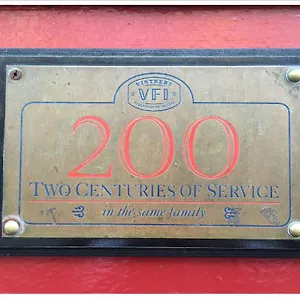 VINTNERS
VFI
200
TWO CENTURIES OF SERVICE
in the same family